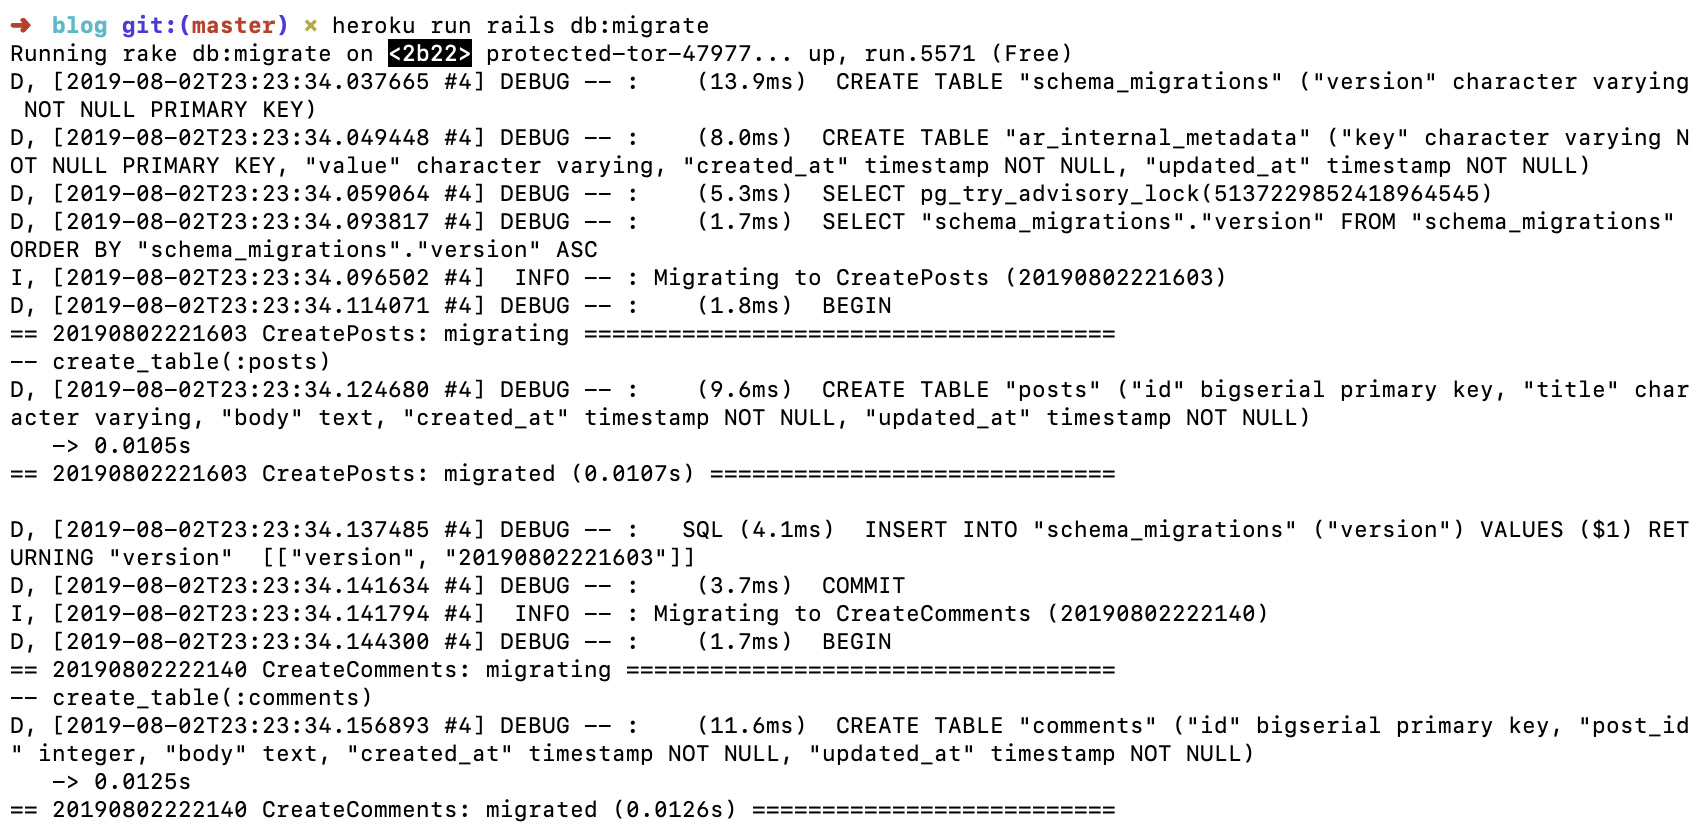 ➜  blog git:(master) × heroku run rails db:migrate
Running rake db:migrate on <2b22> protected-tor-47977... up, run.5571 (Free)
D, [2019-08-02T23:23:34.037665 #4] DEBUG -- :    (13.9ms)  CREATE TABLE "schema_migrations" ("version" character varying
 NOT NULL PRIMARY KEY)
D, [2019-08-02T23:23:34.049448 #4] DEBUG -- :    (8.0ms)  CREATE TABLE "ar_internal_metadata" ("key" character varying N
OT NULL PRIMARY KEY, "value" character varying, "created_at" timestamp NOT NULL, "updated_at" timestamp NOT NULL)
D, [2019-08-02T23:23:34.059064 #4] DEBUG -- :    (5.3ms)  SELECT pg_try_advisory_lock(5137229852418964545)
D, [2019-08-02T23:23:34.093817 #4] DEBUG -- :    (1.7ms)  SELECT "schema_migrations"."version" FROM "schema_migrations"
ORDER BY "schema_migrations"."version" ASC
I, [2019-08-02T23:23:34.096502 #4]  INFO -- : Migrating to CreatePosts (20190802221603)
D, [2019-08-02T23:23:34.114071 #4] DEBUG -- :    (1.8ms)  BEGIN
== 20190802221603 CreatePosts: migrating ======================================
-- create_table(:posts)
D, [2019-08-02T23:23:34.124680 #4] DEBUG -- :    (9.6ms)  CREATE TABLE "posts" ("id" bigserial primary key, "title" char
acter varying, "body" text, "created_at" timestamp NOT NULL, "updated_at" timestamp NOT NULL)
   -> 0.0105s
== 20190802221603 CreatePosts: migrated (0.0107s) =============================
D, [2019-08-02T23:23:34.137485 #4] DEBUG -- :   SQL (4.1ms)  INSERT INTO "schema_migrations" ("version") VALUES ($1) RET
URNING "version"  [["version", "20190802221603"]]
D, [2019-08-02T23:23:34.141634 #4] DEBUG -- :    (3.7ms)  COMMIT
I, [2019-08-02T23:23:34.141794 #4]  INFO -- : Migrating to CreateComments (20190802222140)
D, [2019-08-02T23:23:34.144300 #4] DEBUG -- :    (1.7ms)  BEGIN
== 20190802222140 CreateComments: migrating ===================================
-- create_table(:comments)
D, [2019-08-02T23:23:34.156893 #4] DEBUG -- :    (11.6ms)  CREATE TABLE "comments" ("id" bigserial primary key, "post_id
" integer, "body" text, "created_at" timestamp NOT NULL, "updated_at" timestamp NOT NULL)
   -> 0.0125s
== 20190802222140 CreateComments: migrated (0.0126s) ==========================